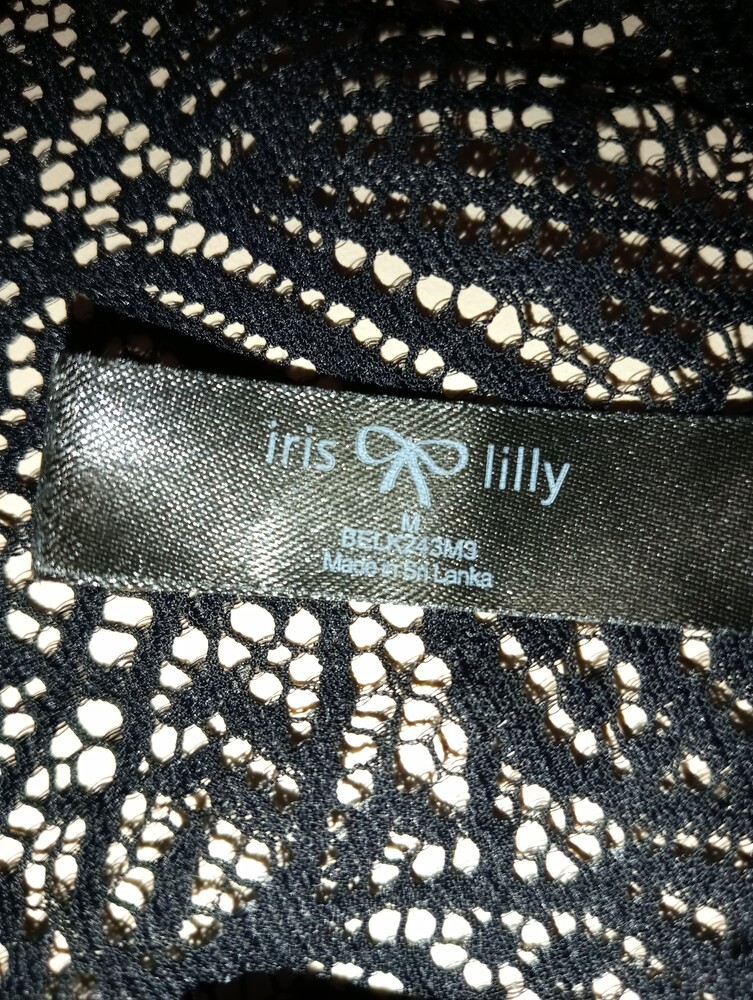 iris lilly
M
BELK243M3
Made in Sri Lanka